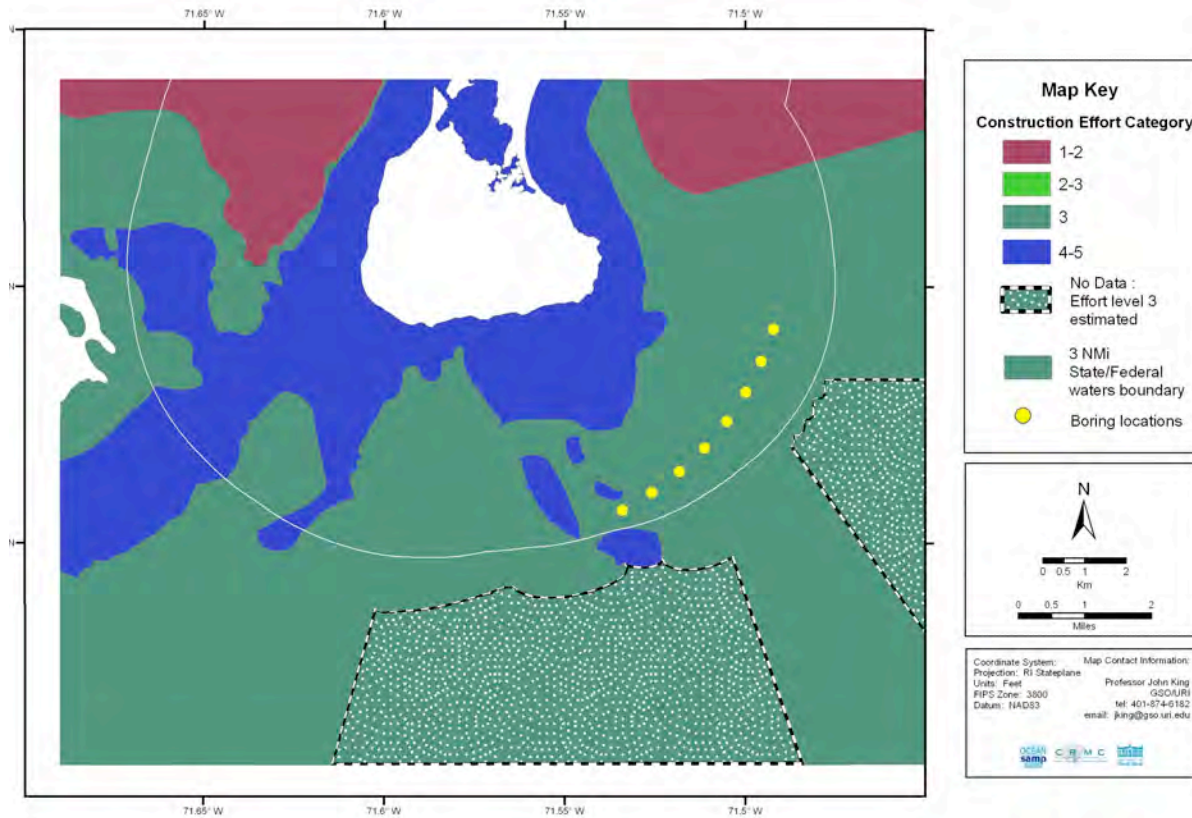 71.65° W 71.6° W 71.55° W 71.5° W
Map Key
Construction Effort Category
1-2
2-3
3
4-5
No Data :
Effort level 3
estimated
3 NMi
State/Federal
waters boundary
Boring locations
N
0 0.5 1 2
Km
0 0.5 1 2
Miles
Coordinate System: Map Contact Information:
Projection: RI Stateplane
Units: Feet Professor John King
FIPS Zone: 3800 GSO/URI
Datum: NAD83 tel: 401-874-6182
email: jking@gso.uri.edu
OCEAN
samp
C R M C
71.65° W 71.6° W 71.55° W 71.5° W